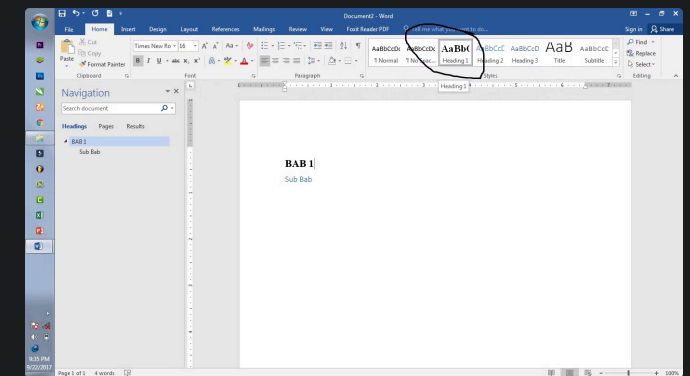 Document2 - Word
File Home Insert Design Layout References Mailings Review View Foxit Reader PDF Tell me what you want to do... Sign in Share
Cut
Copy
Format Painter
Paste
Clipboard
Times New Ro 16
Font
Paragraph
AaBbCcDc AaBbCcDc AaBb( AaBbCcC AaBbCcD AaB AaBbCcC
¶ Normal ¶ No Spac... Heading 1 Heading 2 Heading 3 Title Subtitle
Styles
Find
Replace
Select
Editing
Heading 1
Navigation
Search document
Headings Pages Results
BAB 1
Sub Bab
BAB 1
Sub Bab
9:35 PM
9/22/2017
Page 1 of 1 4 words
100%